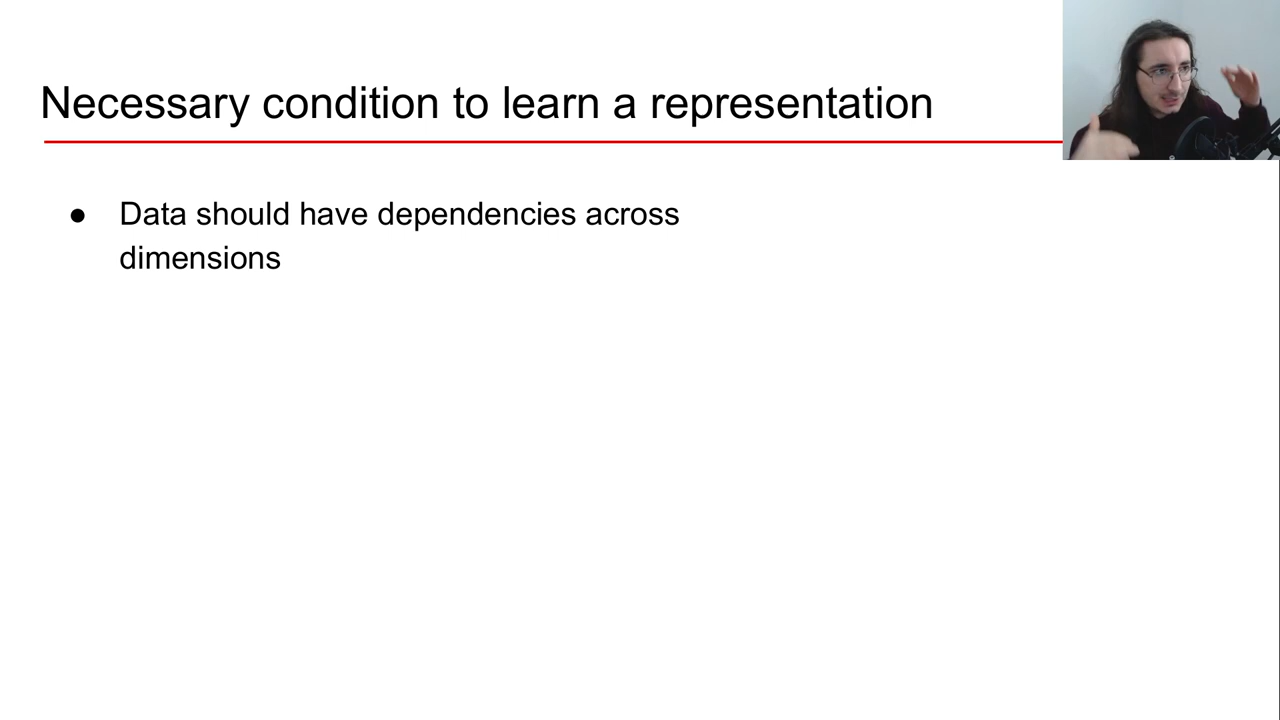 Necessary condition to learn a representation
● Data should have dependencies across
dimensions